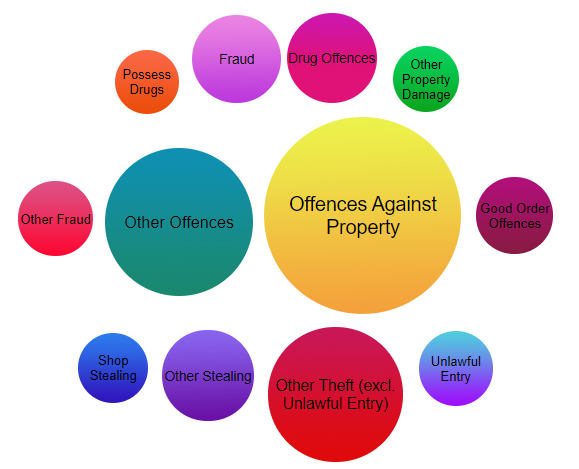 Possess
Drugs
Fraud
Drug Offences
Other
Property
Damage
Other Fraud
Other Offences
Offences Against
Property
Good Order
Offences
Shop
Stealing
Other Stealing
Other Theft (excl.
Unlawful Entry)
Unlawful
Entry